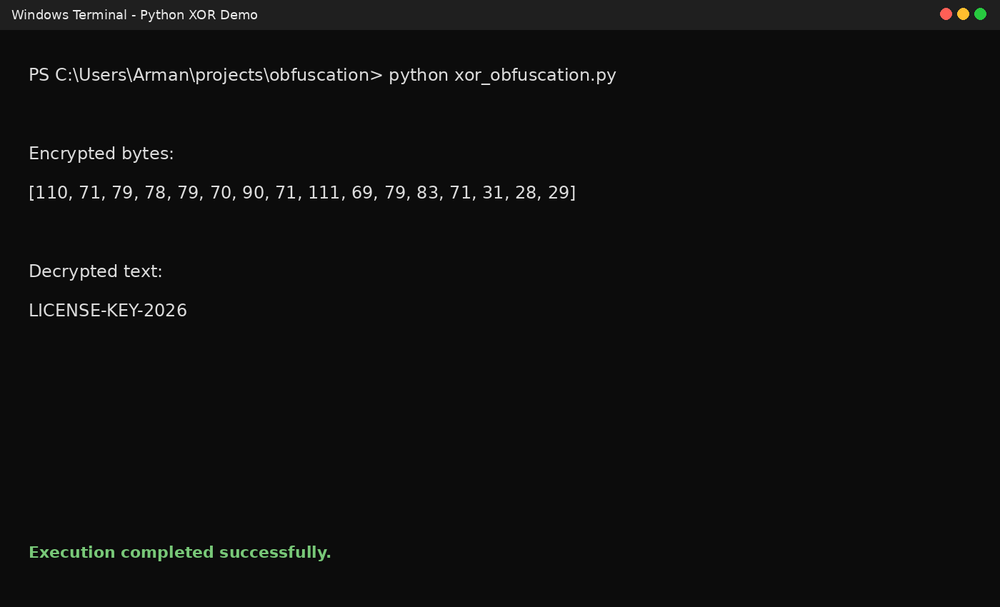 Windows Terminal - Python XOR Demo
PS C:\Users\Arman\projects\obfuscation> python xor_obfuscation.py
Encrypted bytes:
[110, 71, 79, 78, 79, 70, 90, 71, 111, 69, 79, 83, 71, 31, 28, 29]
Decrypted text:
LICENSE-KEY-2026
Execution completed successfully.